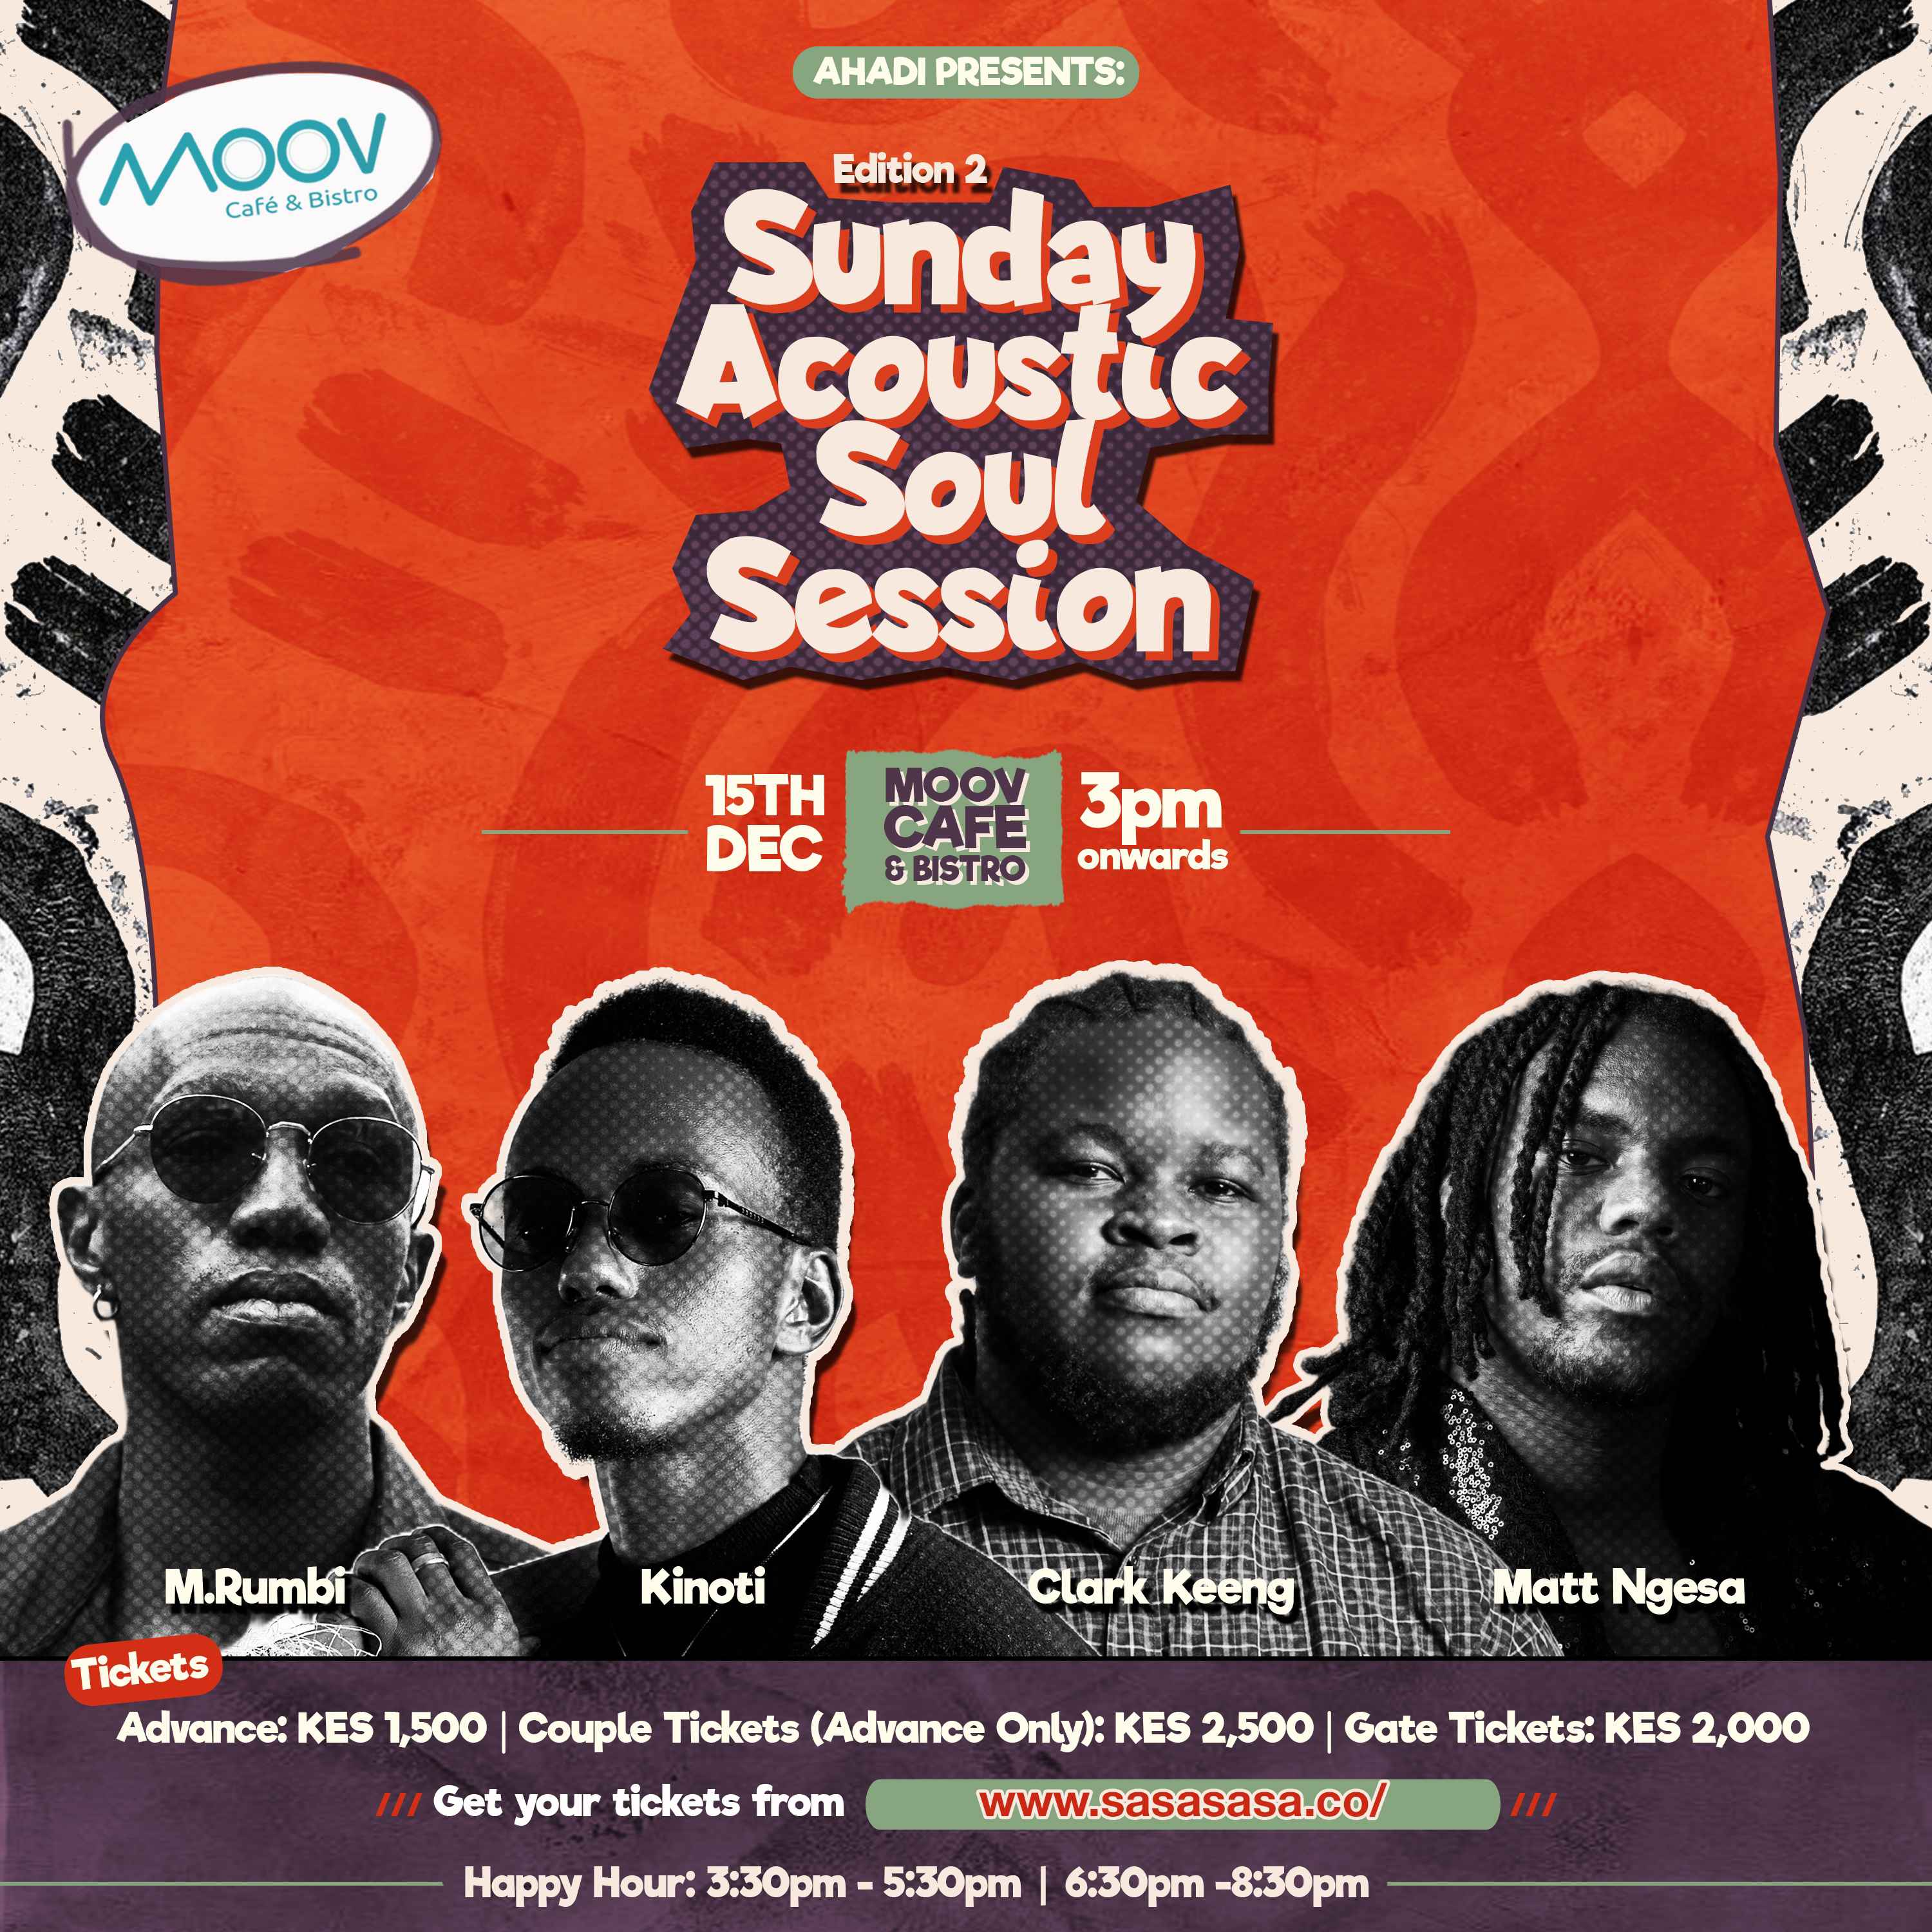 AHADI PRESENTS:
MOOV
Café & Bistro
Edition 2
Sunday
Acoustic
Soul
Session
15TH
DEC
MOOV
CAFE
& BISTRO
3pm
onwards
M.Rumbi
Kinoti
Clark Keeng
Matt Ngesa
Tickets
Advance: KES 1,500 | Couple Tickets (Advance Only): KES 2,500 | Gate Tickets: KES 2,000
/// Get your tickets from www.sasasasa.co/ ///
Happy Hour: 3:30pm - 5:30pm | 6:30pm -8:30pm